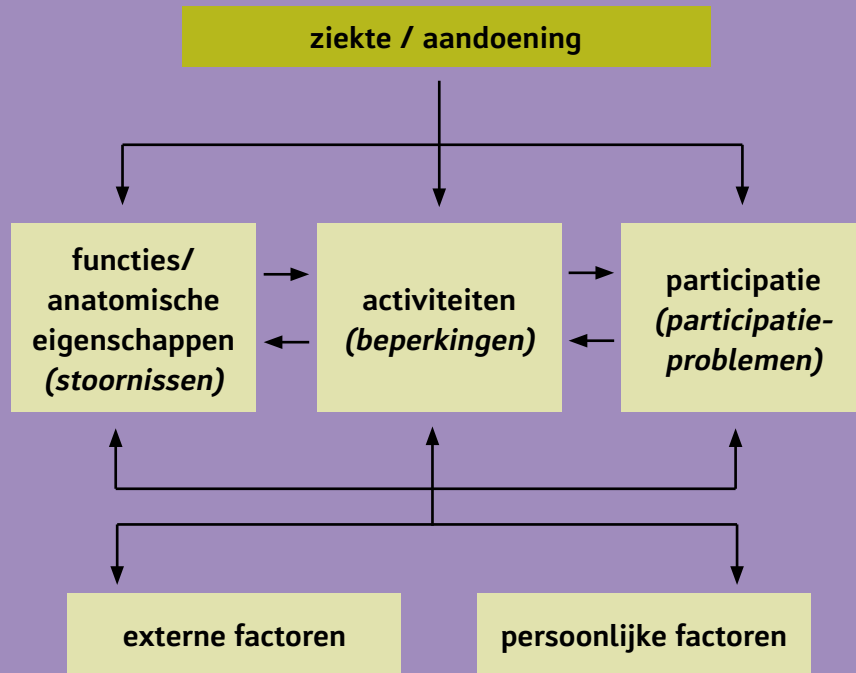 ziekte / aandoening
functies/
anatomische
eigenschappen
(stoornissen)
activiteiten
(beperkingen)
participatie
(participatie-
problemen)
externe factoren
persoonlijke factoren